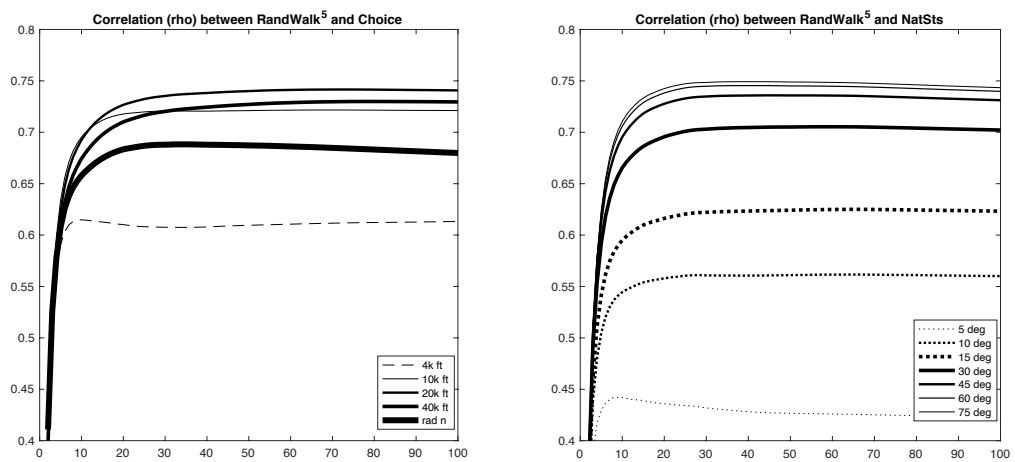 Correlation (rho) between RandWalk⁵ and Choice
0.8
0.75
0.7
0.65
0.6
0.55
0.5
0.45
0.4
0 10 20 30 40 50 60 70 80 90 100
4k ft
10k ft
20k ft
40k ft
rad n
Correlation (rho) between RandWalk⁵ and NatSts
0.8
0.75
0.7
0.65
0.6
0.55
0.5
0.45
0.4
0 10 20 30 40 50 60 70 80 90 100
5 deg
10 deg
15 deg
30 deg
45 deg
60 deg
75 deg